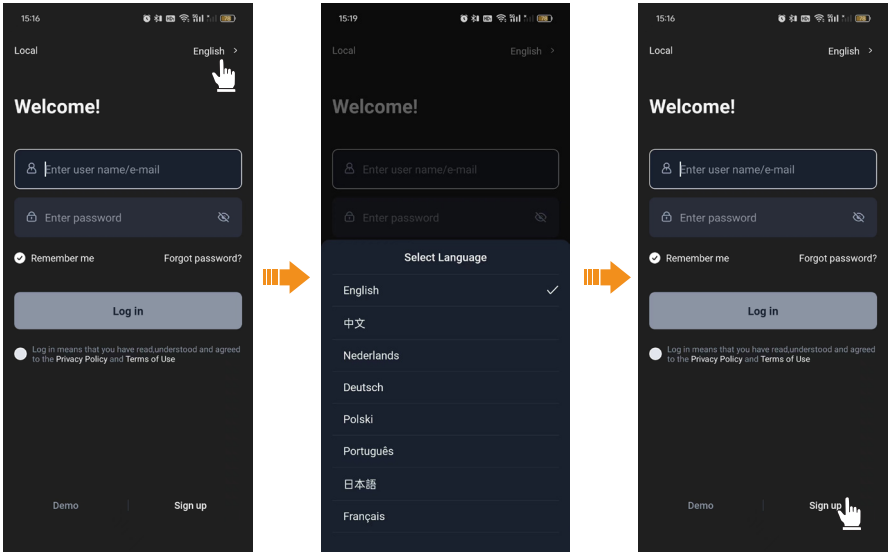 15:16
Local
English >
Welcome!
Enter user name/e-mail
Enter password
Remember me
Forgot password?
Log in
Log in means that you have read,understood and agreed
to the Privacy Policy and Terms of Use
Demo
Sign up
15:19
Local
English >
Welcome!
Enter user name/e-mail
Enter password
Select Language
English
中文
Nederlands
Deutsch
Polski
Português
日本語
Français
15:16
Local
English >
Welcome!
Enter user name/e-mail
Enter password
Remember me
Forgot password?
Log in
Log in means that you have read,understood and agreed
to the Privacy Policy and Terms of Use
Demo
Sign up